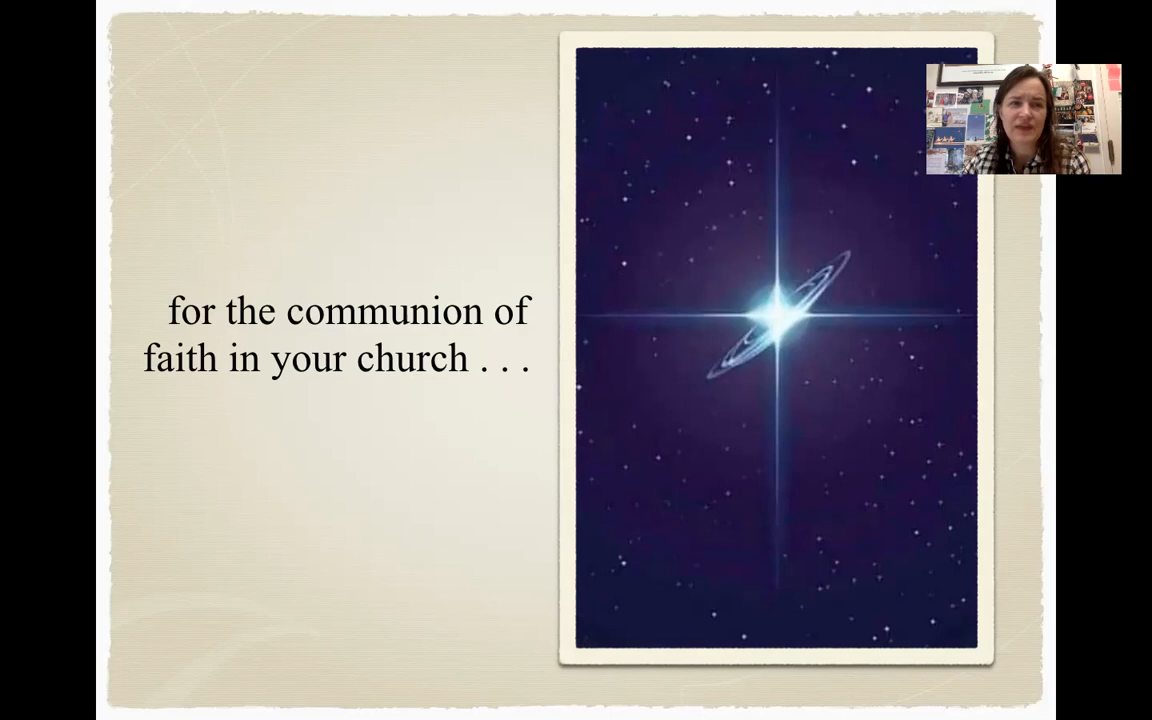 for the communion of
faith in your church . . .